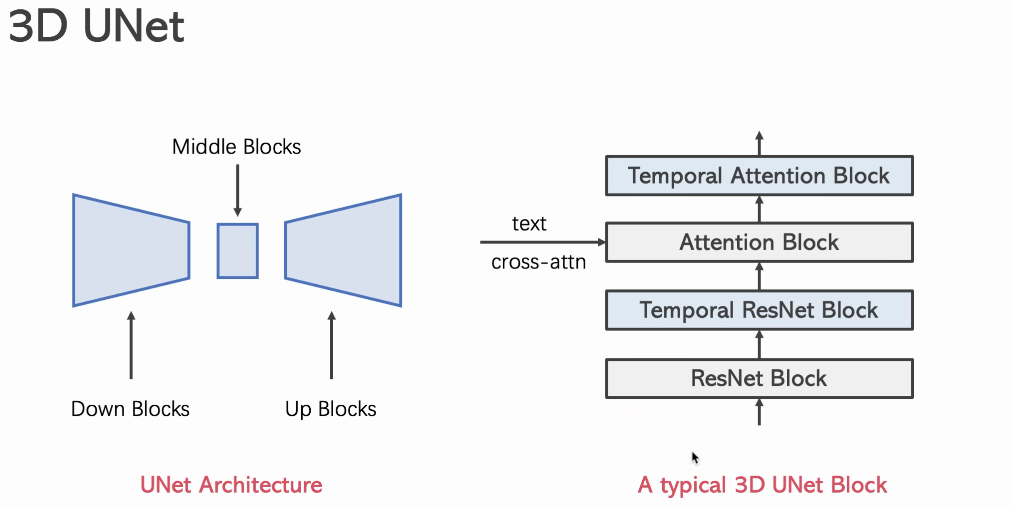 3D UNet
Middle Blocks
Down Blocks
Up Blocks
UNet Architecture
Temporal Attention Block
text
Attention Block
cross-attn
Temporal ResNet Block
ResNet Block
A typical 3D UNet Block